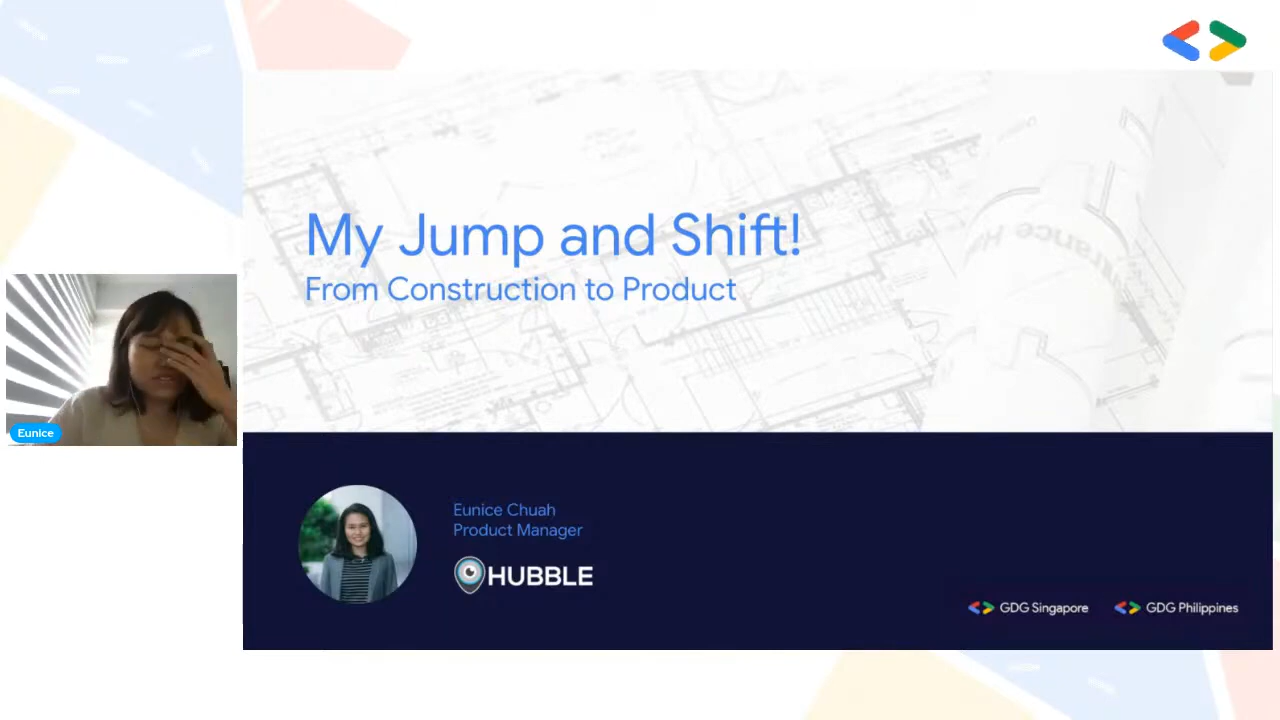 My Jump and Shift!
From Construction to Product
Eunice
Eunice Chuah
Product Manager
HUBBLE
GDG Singapore
GDG Philippines